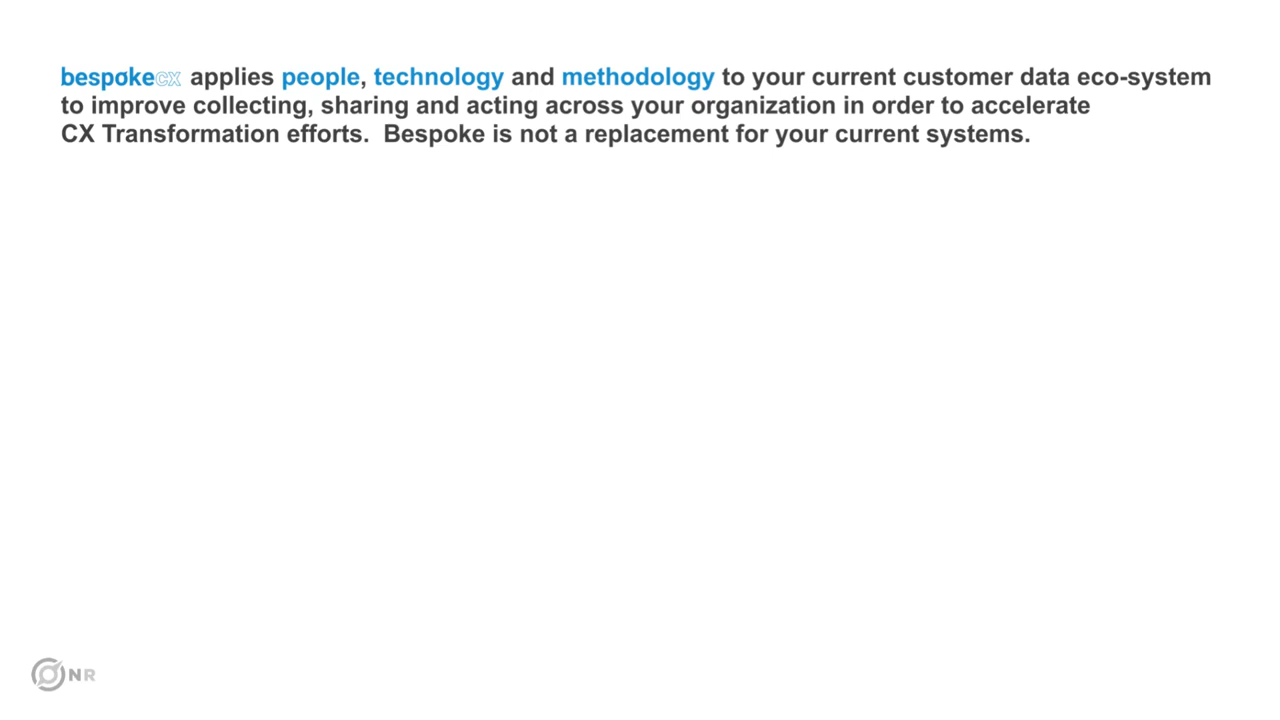 bespokecx applies people, technology and methodology to your current customer data eco-system
to improve collecting, sharing and acting across your organization in order to accelerate
CX Transformation efforts.  Bespoke is not a replacement for your current systems.
NR